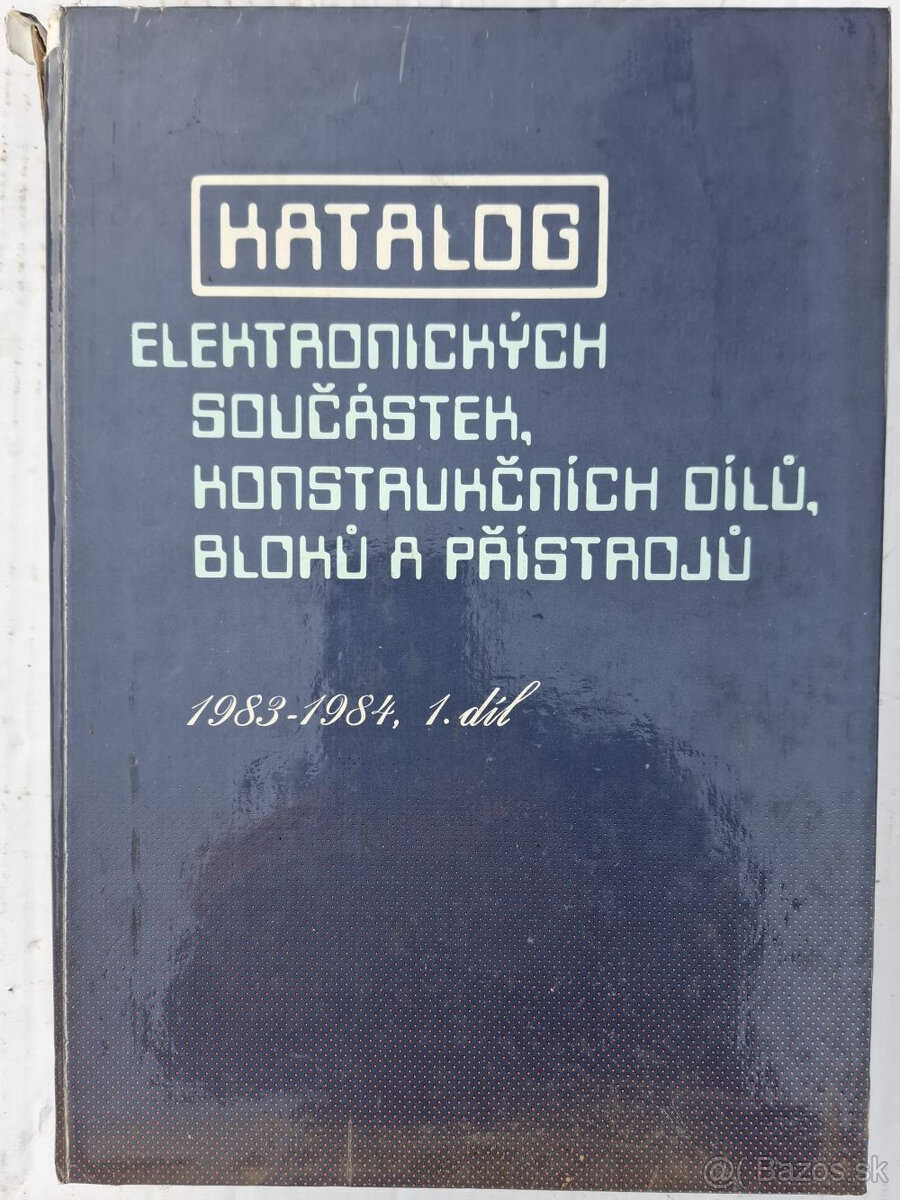 KATALOG
ELEKTRONICKÝCH
SOUČÁSTEK,
KONSTRUKČNÍCH DÍLŮ,
BLOKŮ A PŘÍSTROJŮ
1983-1984, 1. díl
@ Bazos.sk